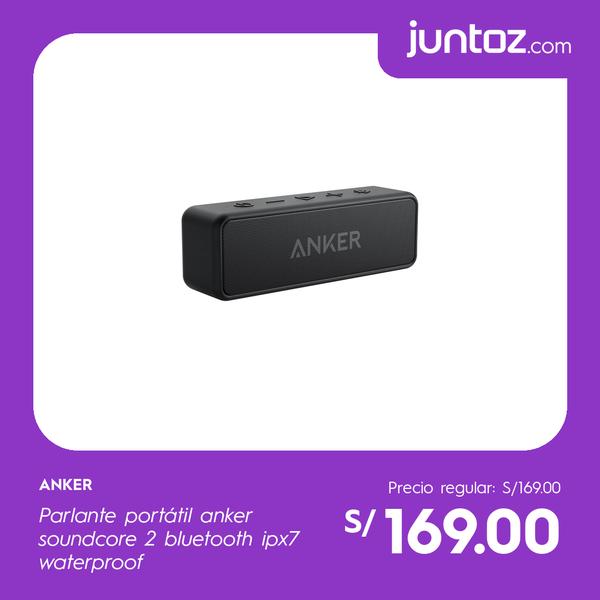 juntoz.com
ANKER
ANKER
Parlante portátil anker
soundcore 2 bluetooth ipx7
waterproof
Precio regular: S/169.00
S/ 169.00